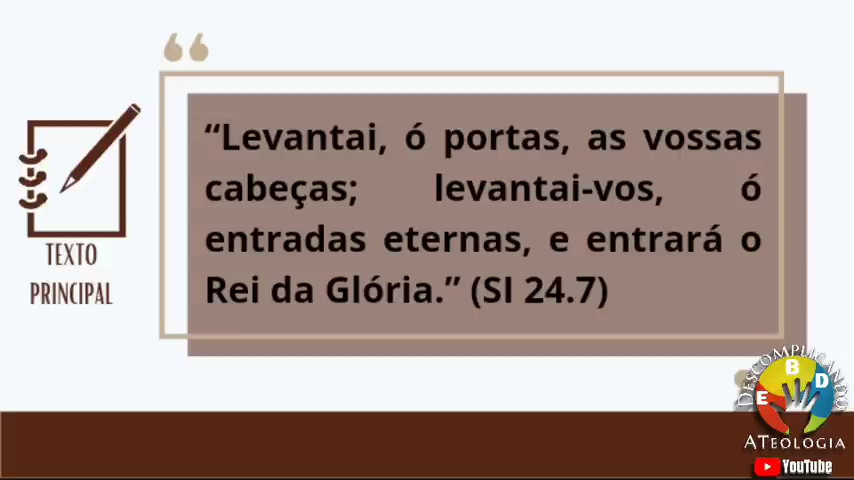 “Levantai, ó portas, as vossas
cabeças; levantai-vos, ó
entradas eternas, e entrará o
Rei da Glória.” (SI 24.7)
TEXTO
PRINCIPAL
DESCOMPLICANDO
E B D
ATEOLOGIA
YouTube